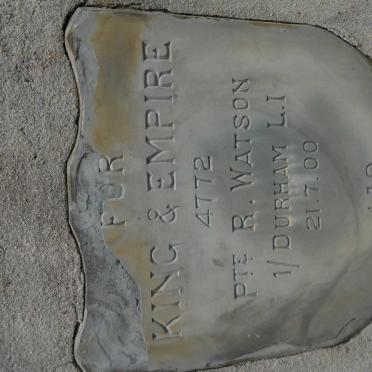 FOR
KING & EMPIRE
4772
PTE R. WATSON
1/DURHAM L.I
21.7.00